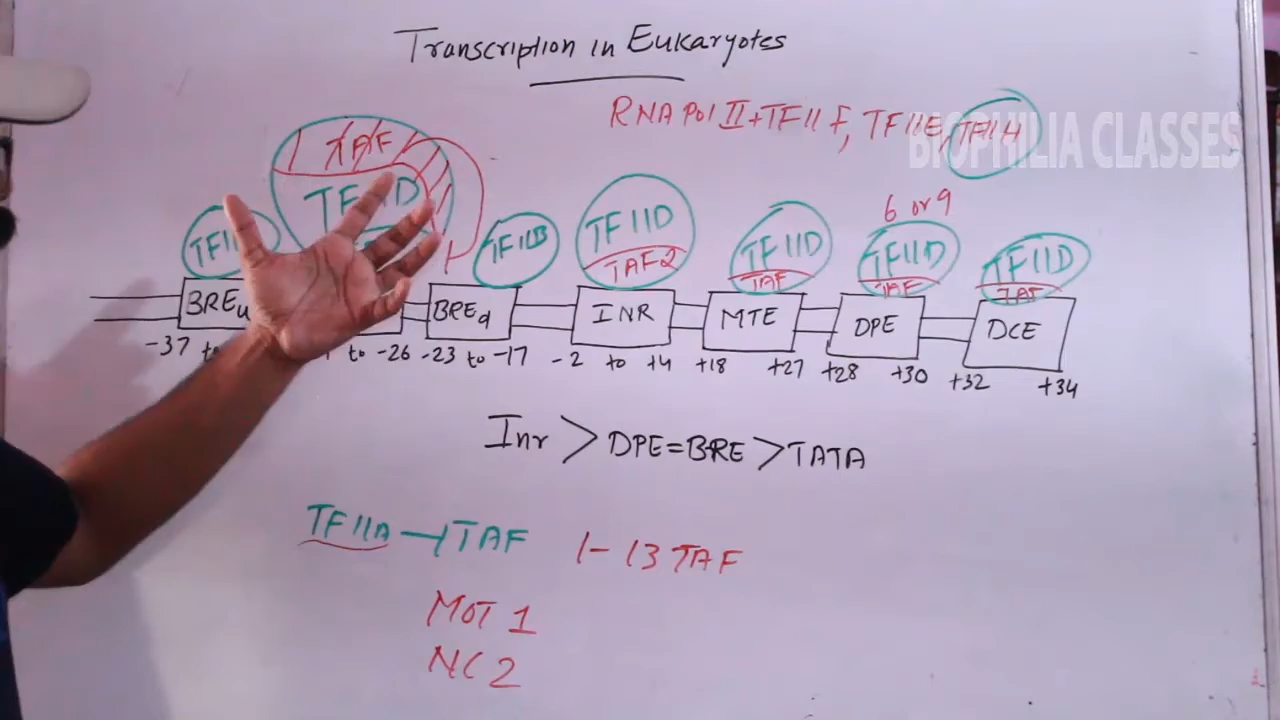 Transcription in Eukaryotes
RNA Pol II + TFII F, TFIIE, TFIIH
BIOPHILIA CLASSES
TAF
TFIID
6 or 9
TFIIB TFIID TFIID TFIID TFIID
TAF2 TAF TAF TAF
BREu BREd INR MTE DPE DCE
-37 to to -26 -23 to -17 -2 to +4 +18 +27 +28 +30 +32 +34
Inr > DPE = BRE > TATA
TFIIA ⊣ TAF 1-13 TAF
MOT 1
NC2